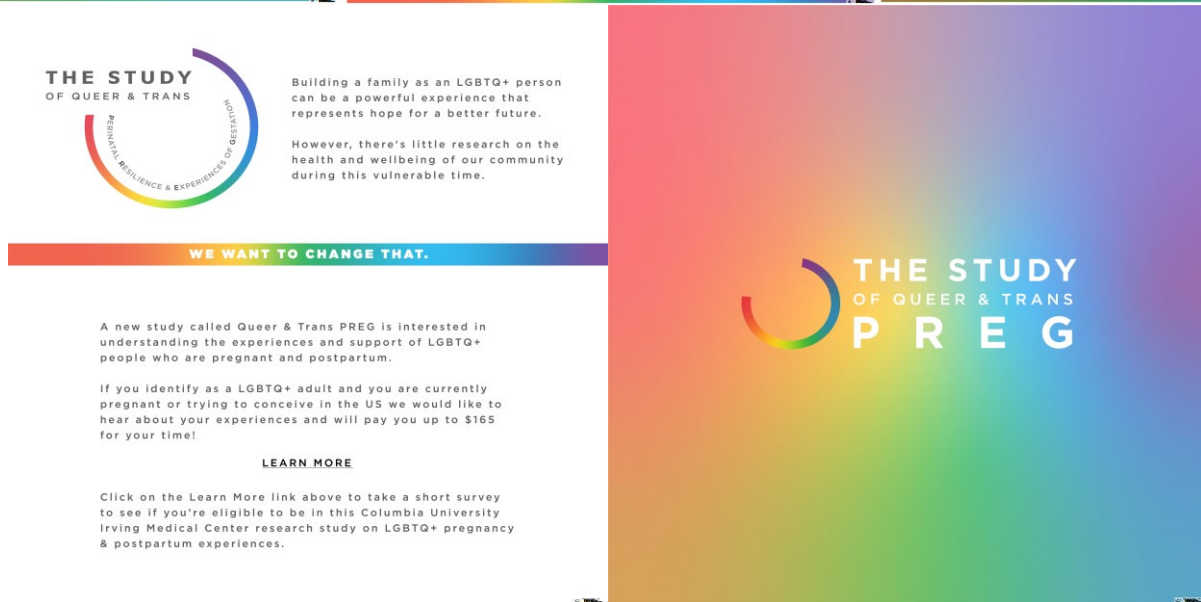 THE STUDY
OF QUEER & TRANS
PERINATAL RESILIENCE & EXPERIENCES OF GESTATION
Building a family as an LGBTQ+ person
can be a powerful experience that
represents hope for a better future.
However, there's little research on the
health and wellbeing of our community
during this vulnerable time.
WE WANT TO CHANGE THAT.
A new study called Queer & Trans PREG is interested in
understanding the experiences and support of LGBTQ+
people who are pregnant and postpartum.
If you identify as a LGBTQ+ adult and you are currently
pregnant or trying to conceive in the US we would like to
hear about your experiences and will pay you up to $165
for your time!
LEARN MORE
Click on the Learn More link above to take a short survey
to see if you're eligible to be in this Columbia University
Irving Medical Center research study on LGBTQ+ pregnancy
& postpartum experiences.
THE STUDY
OF QUEER & TRANS
PREG